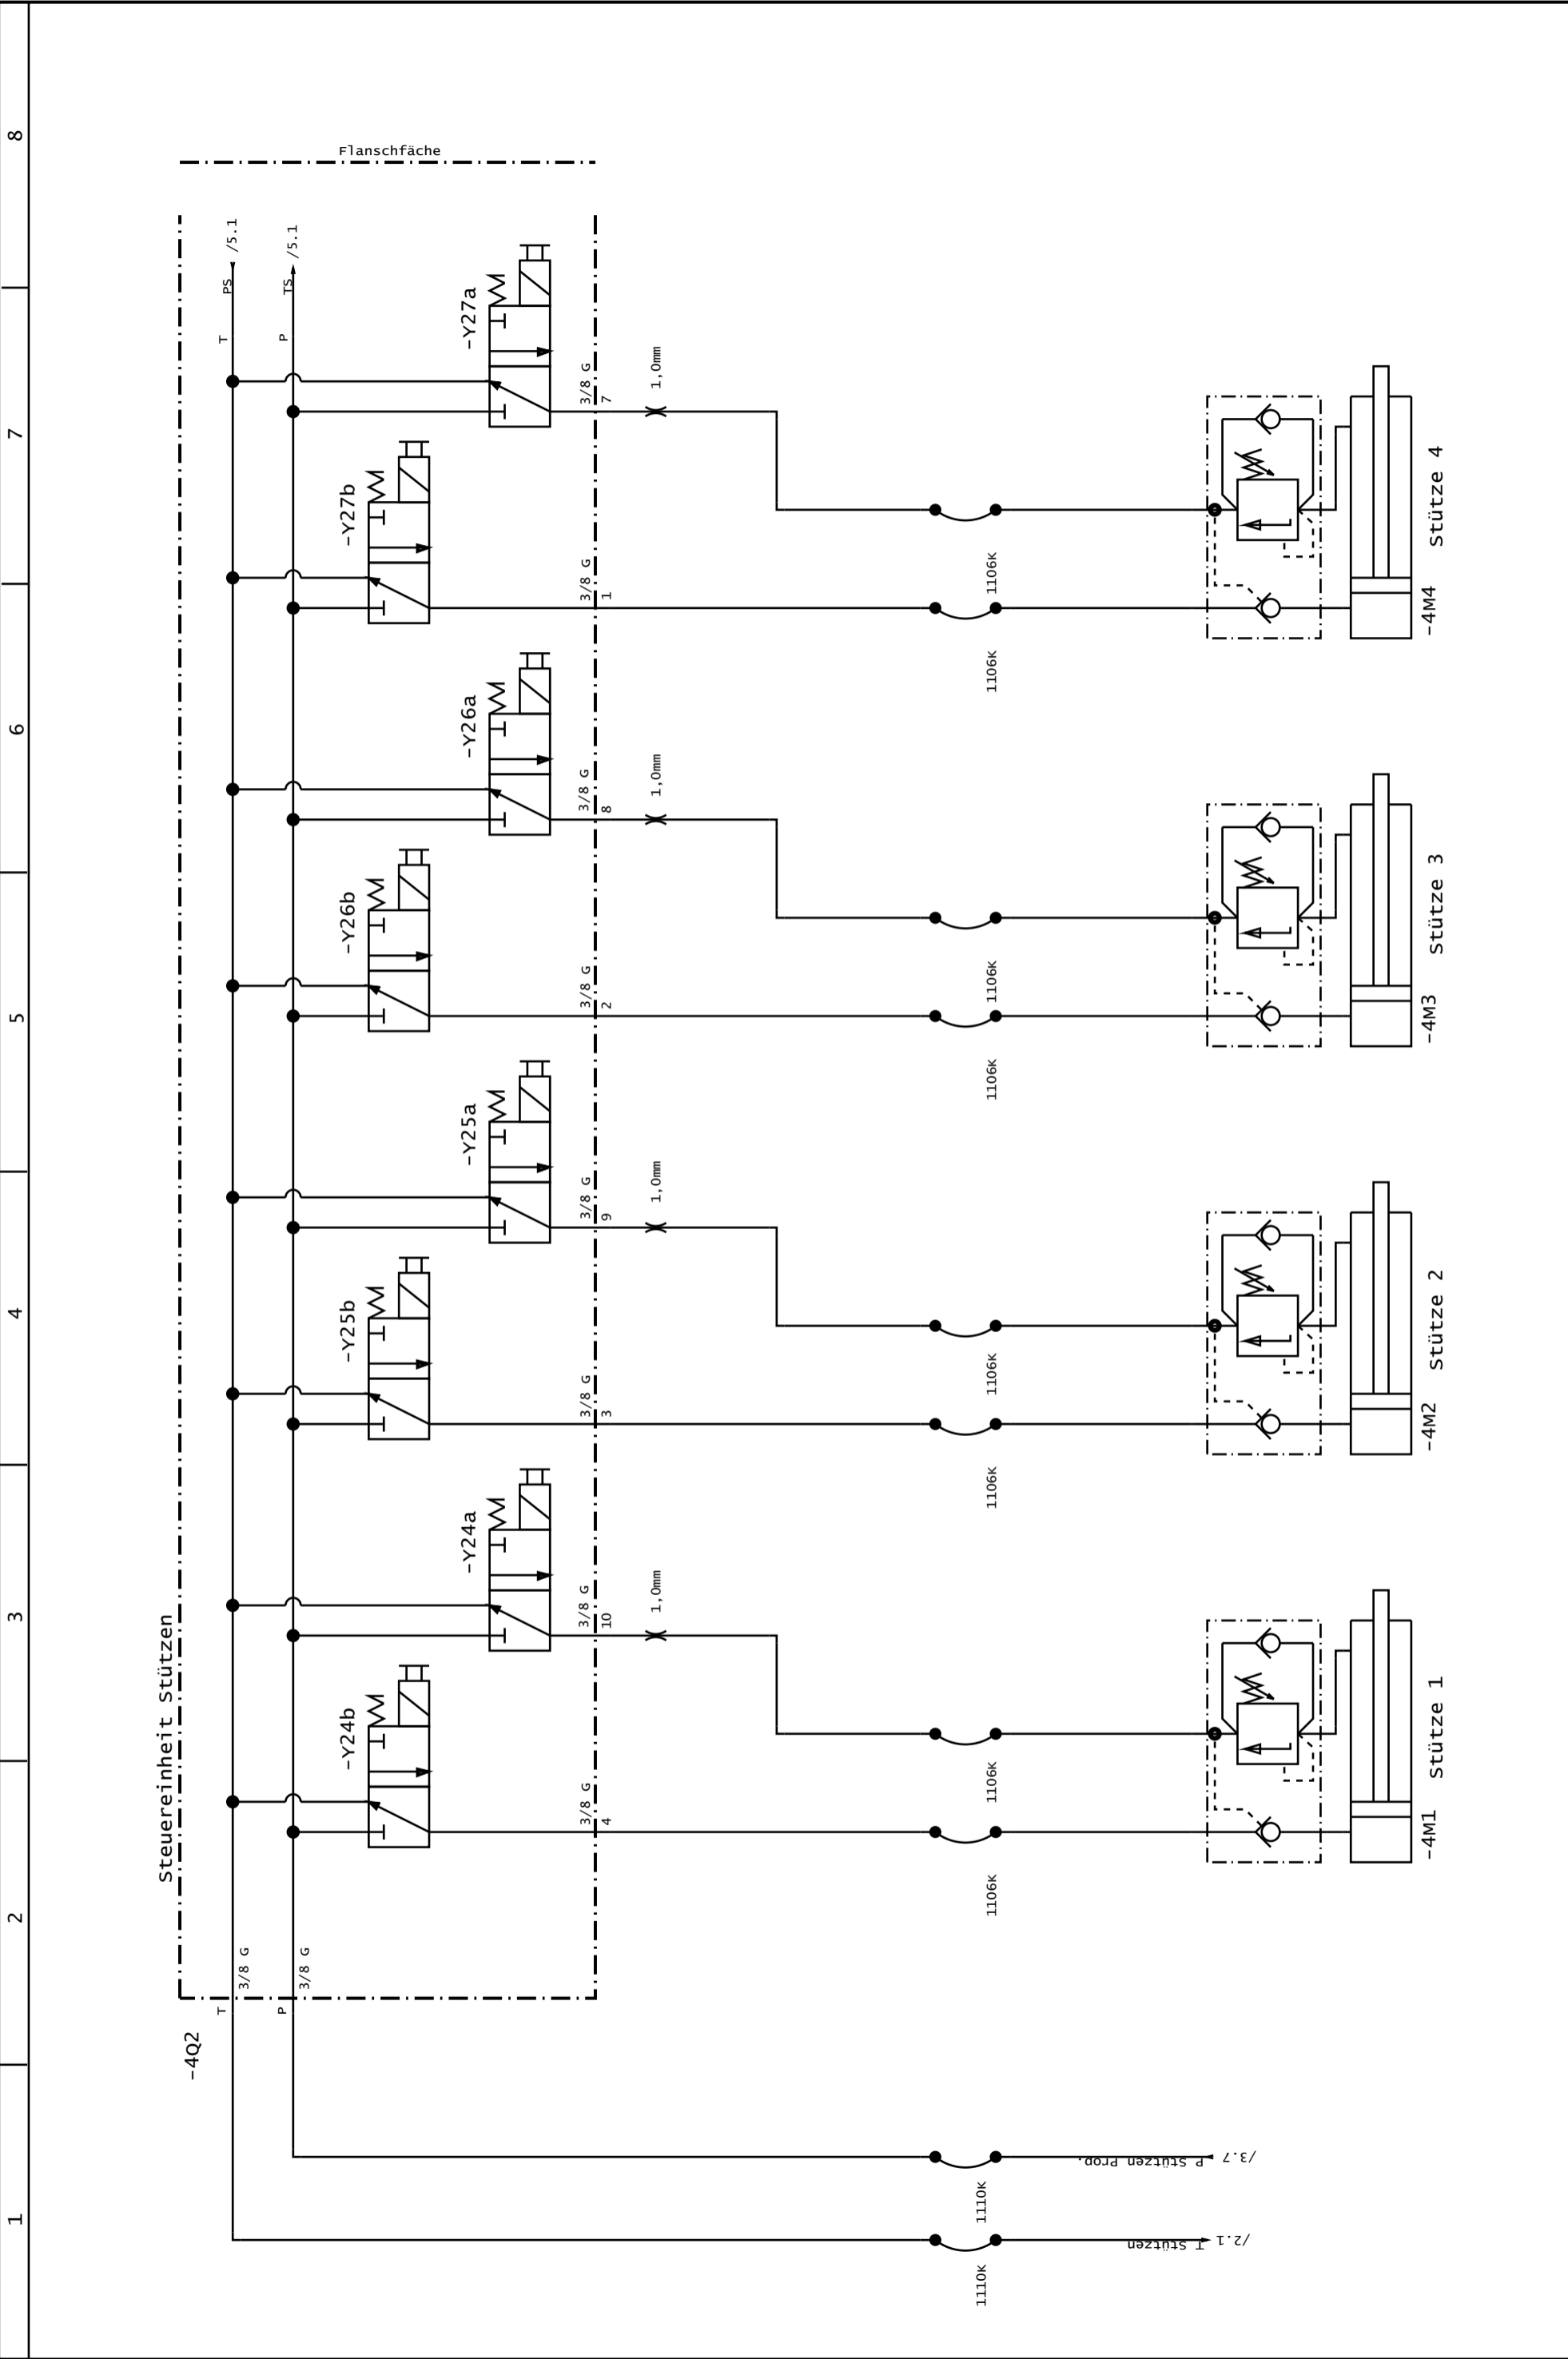 1
2
3
4
5
6
7
8
Steuereinheit Stützen
-4Q2
Flanschfäche
T
3/8 G
T
PS
/5.1
P
3/8 G
P
TS
/5.1
-Y24b
-Y25b
-Y26b
-Y27b
-Y24a
-Y25a
-Y26a
-Y27a
3/8 G
4
3/8 G
10
3/8 G
3
3/8 G
9
3/8 G
2
3/8 G
8
3/8 G
1
3/8 G
7
1,0mm
1,0mm
1,0mm
1,0mm
1110K
1110K
1106K
1106K
1106K
1106K
1106K
1106K
1106K
1106K
T Stützen
/2.1
P Stützen Prop.
/3.7
-4M1
Stütze 1
-4M2
Stütze 2
-4M3
Stütze 3
-4M4
Stütze 4